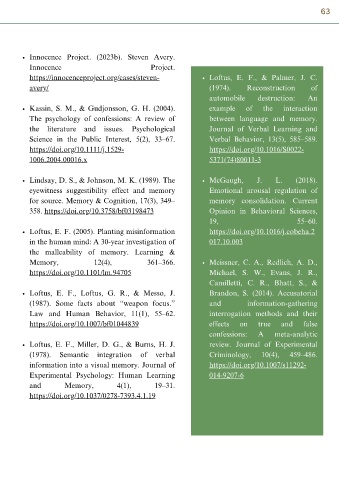 63
• Innocence Project. (2023b). Steven Avery.
Innocence Project.
https://innocenceproject.org/cases/steven-
avery/
• Kassin, S. M., & Gudjonsson, G. H. (2004).
The psychology of confessions: A review of
the literature and issues. Psychological
Science in the Public Interest, 5(2), 33–67.
https://doi.org/10.1111/j.1529-
1006.2004.00016.x
• Lindsay, D. S., & Johnson, M. K. (1989). The
eyewitness suggestibility effect and memory
for source. Memory & Cognition, 17(3), 349–
358. https://doi.org/10.3758/bf03198473
• Loftus, E. F. (2005). Planting misinformation
in the human mind: A 30-year investigation of
the malleability of memory. Learning &
Memory, 12(4), 361–366.
https://doi.org/10.1101/lm.94705
• Loftus, E. F., Loftus, G. R., & Messo, J.
(1987). Some facts about “weapon focus.”
Law and Human Behavior, 11(1), 55–62.
https://doi.org/10.1007/bf01044839
• Loftus, E. F., Miller, D. G., & Burns, H. J.
(1978). Semantic integration of verbal
information into a visual memory. Journal of
Experimental Psychology: Human Learning
and Memory, 4(1), 19–31.
https://doi.org/10.1037/0278-7393.4.1.19
• Loftus, E. F., & Palmer, J. C.
(1974). Reconstruction of
automobile destruction: An
example of the interaction
between language and memory.
Journal of Verbal Learning and
Verbal Behavior, 13(5), 585–589.
https://doi.org/10.1016/S0022-
5371(74)80011-3
• McGaugh, J. L. (2018).
Emotional arousal regulation of
memory consolidation. Current
Opinion in Behavioral Sciences,
19, 55–60.
https://doi.org/10.1016/j.cobeha.2
017.10.003
• Meissner, C. A., Redlich, A. D.,
Michael, S. W., Evans, J. R.,
Camilletti, C. R., Bhatt, S., &
Brandon, S. (2014). Accusatorial
and information-gathering
interrogation methods and their
effects on true and false
confessions: A meta-analytic
review. Journal of Experimental
Criminology, 10(4), 459–486.
https://doi.org/10.1007/s11292-
014-9207-6